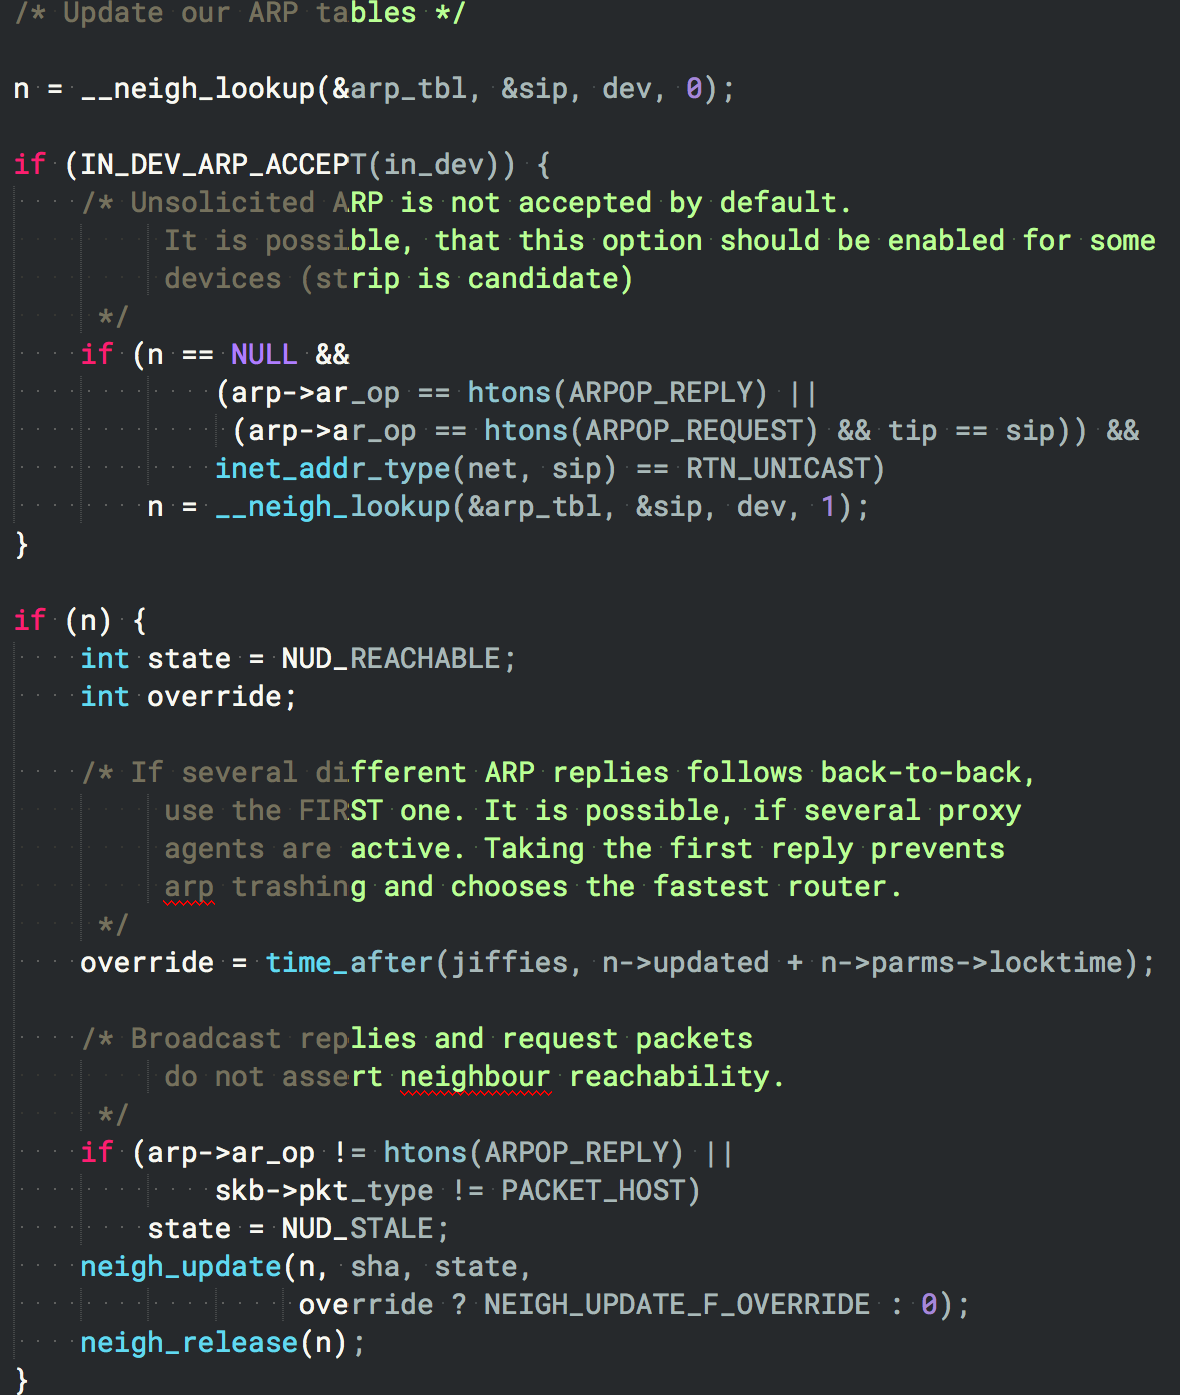 /* Update our ARP tables */
n = __neigh_lookup(&arp_tbl, &sip, dev, 0);
if (IN_DEV_ARP_ACCEPT(in_dev)) {
/* Unsolicited ARP is not accepted by default.
It is possible, that this option should be enabled for some
devices (strip is candidate)
*/
if (n == NULL &&
(arp->ar_op == htons(ARPOP_REPLY) ||
(arp->ar_op == htons(ARPOP_REQUEST) && tip == sip)) &&
inet_addr_type(net, sip) == RTN_UNICAST)
n = __neigh_lookup(&arp_tbl, &sip, dev, 1);
}
if (n) {
int state = NUD_REACHABLE;
int override;
/* If several different ARP replies follows back-to-back,
use the FIRST one. It is possible, if several proxy
agents are active. Taking the first reply prevents
arp trashing and chooses the fastest router.
*/
override = time_after(jiffies, n->updated + n->parms->locktime);
/* Broadcast replies and request packets
do not assert neighbour reachability.
*/
if (arp->ar_op != htons(ARPOP_REPLY) ||
skb->pkt_type != PACKET_HOST)
state = NUD_STALE;
neigh_update(n, sha, state,
override ? NEIGH_UPDATE_F_OVERRIDE : 0);
neigh_release(n);
}